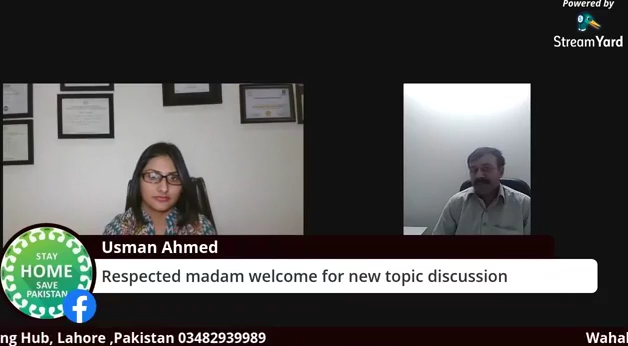 Powered by
StreamYard
Usman Ahmed
Respected madam welcome for new topic discussion
STAY
HOME
SAVE
PAKISTAN
ng Hub, Lahore ,Pakistan 03482939989
Wahal